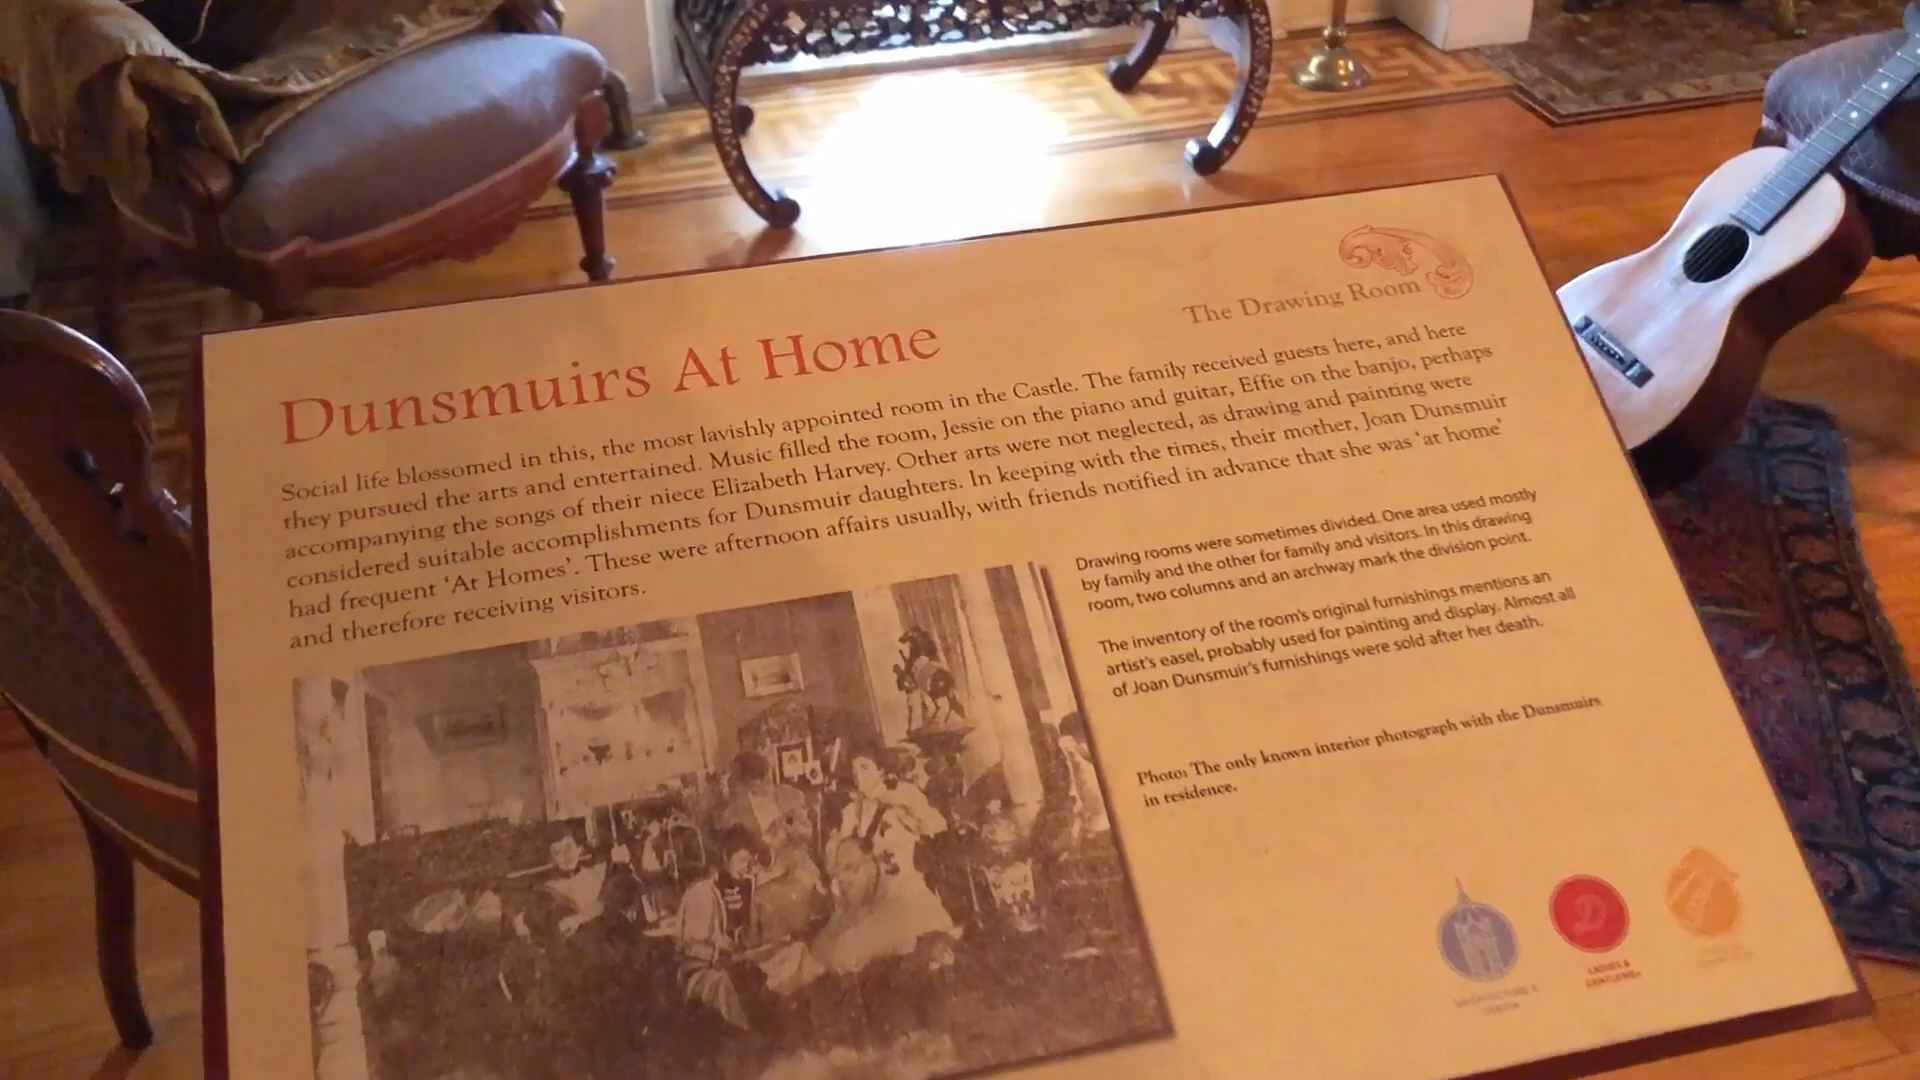 The Drawing Room
Dunsmuirs At Home
Social life blossomed in this, the most lavishly appointed room in the Castle. The family received guests here, and here
they pursued the arts and entertained. Music filled the room, Jessie on the piano and guitar, Effie on the banjo, perhaps
accompanying the songs of their niece Elizabeth Harvey. Other arts were not neglected, as drawing and painting were
considered suitable accomplishments for Dunsmuir daughters. In keeping with the times, their mother, Joan Dunsmuir
had frequent ‘At Homes’. These were afternoon affairs usually, with friends notified in advance that she was ‘at home’
and therefore receiving visitors.
Drawing rooms were sometimes divided. One area used mostly
by family and the other for family and visitors. In this drawing
room, two columns and an archway mark the division point.
The inventory of the room's original furnishings mentions an
artist's easel, probably used for painting and display. Almost all
of Joan Dunsmuir's furnishings were sold after her death.
Photo: The only known interior photograph with the Dunsmuirs
in residence.
D
LADIES &